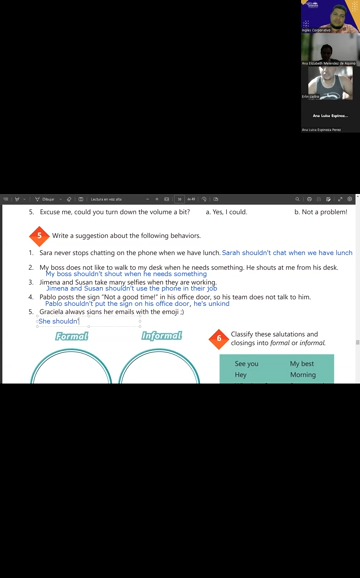 Inglés Corporativo
Ana Elizabeth Melendez de Aquino
Erik carlos
Ana Luisa Espinos...
Ana Luisa Espinoza Perez
Dibujar
Lectura en voz alta
5. Excuse me, could you turn down the volume a bit? a. Yes, I could. b. Not a problem!
5 Write a suggestion about the following behaviors.
1. Sara never stops chatting on the phone when we have lunch. Sarah shouldn't chat when we have lunch
2. My boss does not like to walk to my desk when he needs something. He shouts at me from his desk.
My boss shouldn't shout when he needs something
3. Jimena and Susan take many selfies when they are working.
Jimena and Susan shouldn't use the phone in their job
4. Pablo posts the sign "Not a good time!" in his office door, so his team does not talk to him.
Pablo shouldn't put the sign on his office door, he's unkind
5. Graciela always signs her emails with the emoji ;)
She shouldn'
Formal Informal
6 Classify these salutations and
closings into formal or informal.
See you My best
Hey Morning